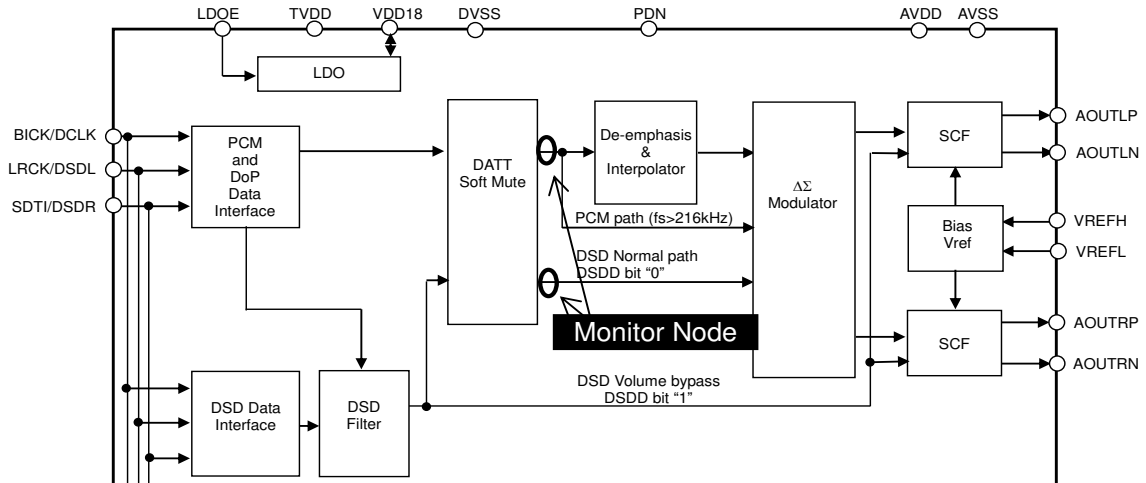 LDOE
TVDD
VDD18
DVSS
PDN
AVDD
AVSS
LDO
BICK/DCLK
LRCK/DSDL
SDTI/DSDR
PCM
and
DoP
Data
Interface
DATT
Soft Mute
De-emphasis
&
Interpolator
PCM path (fs>216kHz)
DSD Normal path
DSDD bit “0”
Monitor Node
ΔΣ
Modulator
SCF
AOUTLP
AOUTLN
Bias
Vref
VREFH
VREFL
SCF
AOUTRP
AOUTRN
DSD Data
Interface
DSD
Filter
DSD Volume bypass
DSDD bit “1”